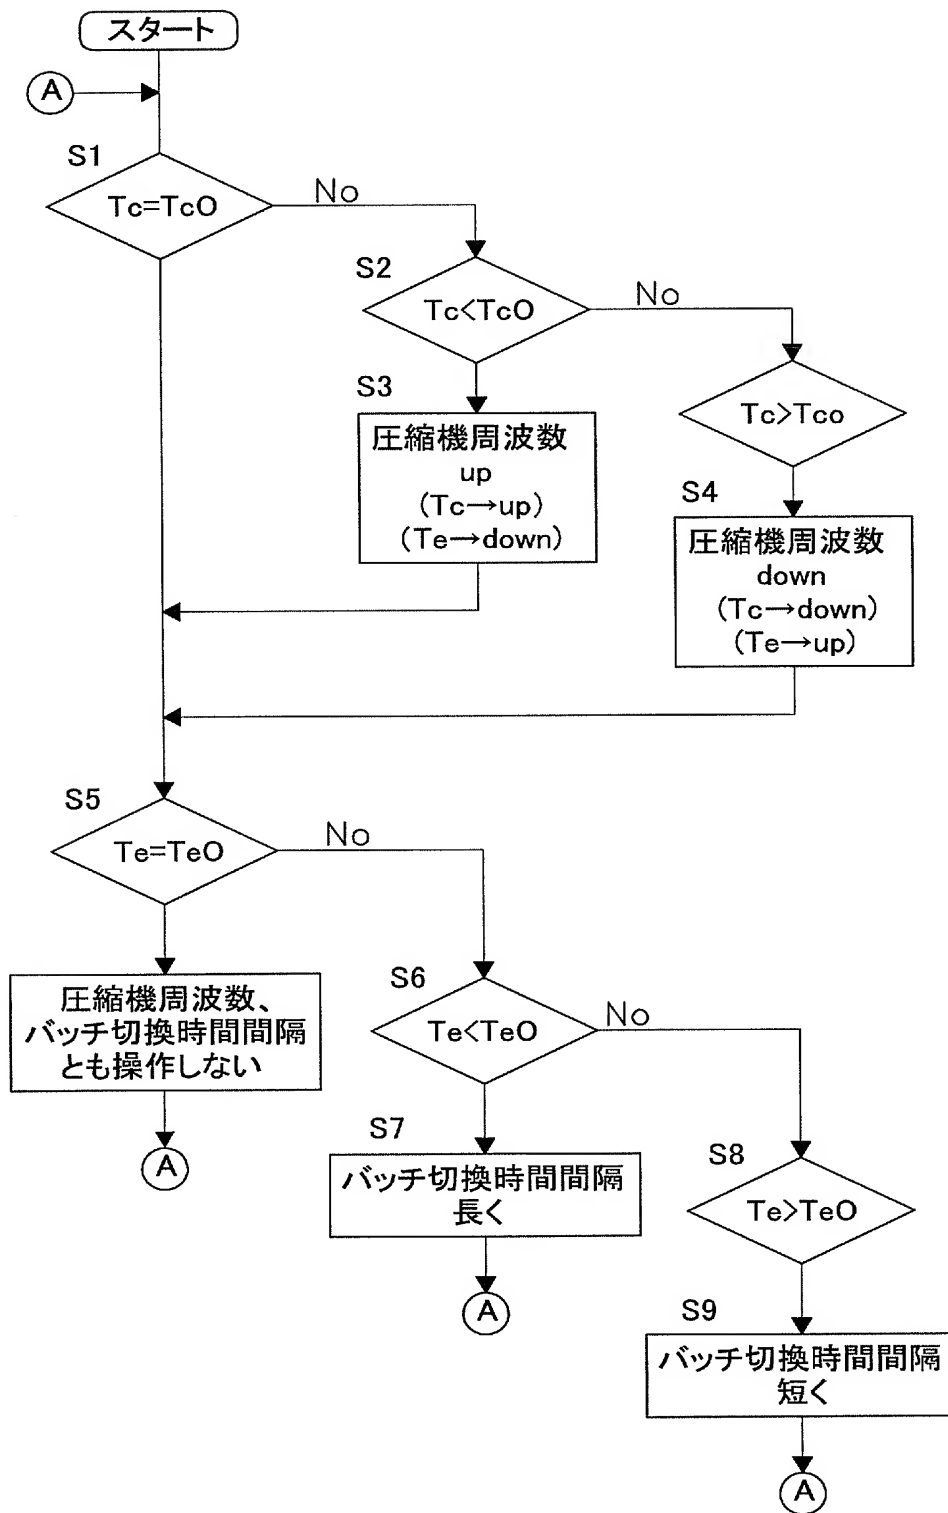 スタート
A
S1
Tc=TcO
No
S2
Tc<TcO
No
S3
圧縮機周波数
up
(Tc→up)
(Te→down)
Tc>Tco
S4
圧縮機周波数
down
(Tc→down)
(Te→up)
S5
Te=TeO
No
圧縮機周波数、
バッチ切換時間間隔
とも操作しない
A
S6
Te<TeO
No
S7
バッチ切換時間間隔
長く
A
S8
Te>TeO
S9
バッチ切換時間間隔
短く
A